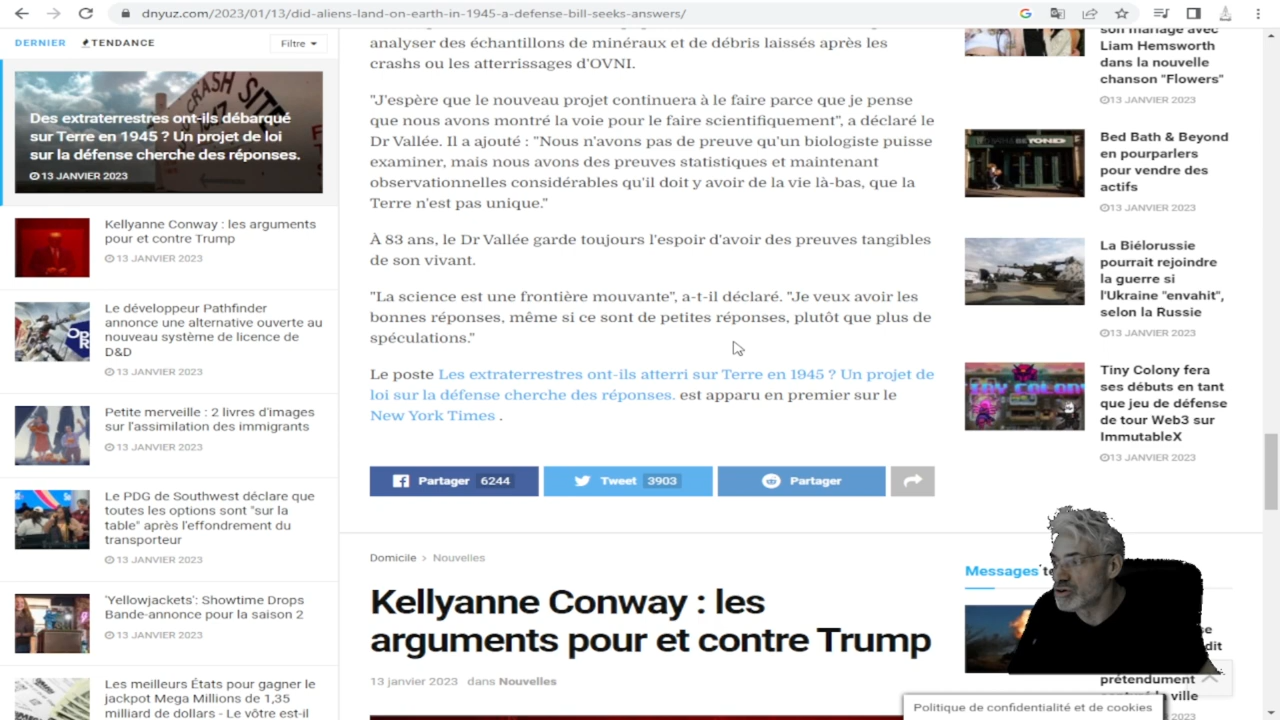 dnyuz.com/2023/01/13/did-aliens-land-on-earth-in-1945-a-defense-bill-seeks-answers/
DERNIER
TENDANCE
Filtre
CRASH SITE
Des extraterrestres ont-ils débarqué
sur Terre en 1945 ? Un projet de loi
sur la défense cherche des réponses.
13 JANVIER 2023
Kellyanne Conway : les arguments
pour et contre Trump
13 JANVIER 2023
Le développeur Pathfinder
annonce une alternative ouverte au
nouveau système de licence de
D&D
13 JANVIER 2023
Petite merveille : 2 livres d'images
sur l'assimilation des immigrants
13 JANVIER 2023
Le PDG de Southwest déclare que
toutes les options sont "sur la
table" après l'effondrement du
transporteur
13 JANVIER 2023
'Yellowjackets': Showtime Drops
Bande-annonce pour la saison 2
13 JANVIER 2023
Les meilleurs États pour gagner le
jackpot Mega Millions de 1,35
milliard de dollars - Le vôtre est-il
analyser des échantillons de minéraux et de débris laissés après les
crashs ou les atterrissages d'OVNI.
"J'espère que le nouveau projet continuera à le faire parce que je pense
que nous avons montré la voie pour le faire scientifiquement", a déclaré le
Dr Vallée. Il a ajouté : "Nous n'avons pas de preuve qu'un biologiste puisse
examiner, mais nous avons des preuves statistiques et maintenant
observationnelles considérables qu'il doit y avoir de la vie là-bas, que la
Terre n'est pas unique."
À 83 ans, le Dr Vallée garde toujours l'espoir d'avoir des preuves tangibles
de son vivant.
"La science est une frontière mouvante", a-t-il déclaré. "Je veux avoir les
bonnes réponses, même si ce sont de petites réponses, plutôt que plus de
spéculations."
Le poste Les extraterrestres ont-ils atterri sur Terre en 1945 ? Un projet de
loi sur la défense cherche des réponses. est apparu en premier sur le
New York Times .
Partager 6244
Tweet 3903
Partager
Domicile > Nouvelles
Kellyanne Conway : les
arguments pour et contre Trump
13 janvier 2023 dans Nouvelles
son mariage avec
Liam Hemsworth
dans la nouvelle
chanson "Flowers"
13 JANVIER 2023
Bed Bath & Beyond
en pourparlers
pour vendre des
actifs
13 JANVIER 2023
La Biélorussie
pourrait rejoindre
la guerre si
l'Ukraine "envahit",
selon la Russie
13 JANVIER 2023
TINY COLONY
Tiny Colony fera
ses débuts en tant
que jeu de défense
de tour Web3 sur
ImmutableX
13 JANVIER 2023
Messages
prétendument
ville
2023
Politique de confidentialité et de cookies